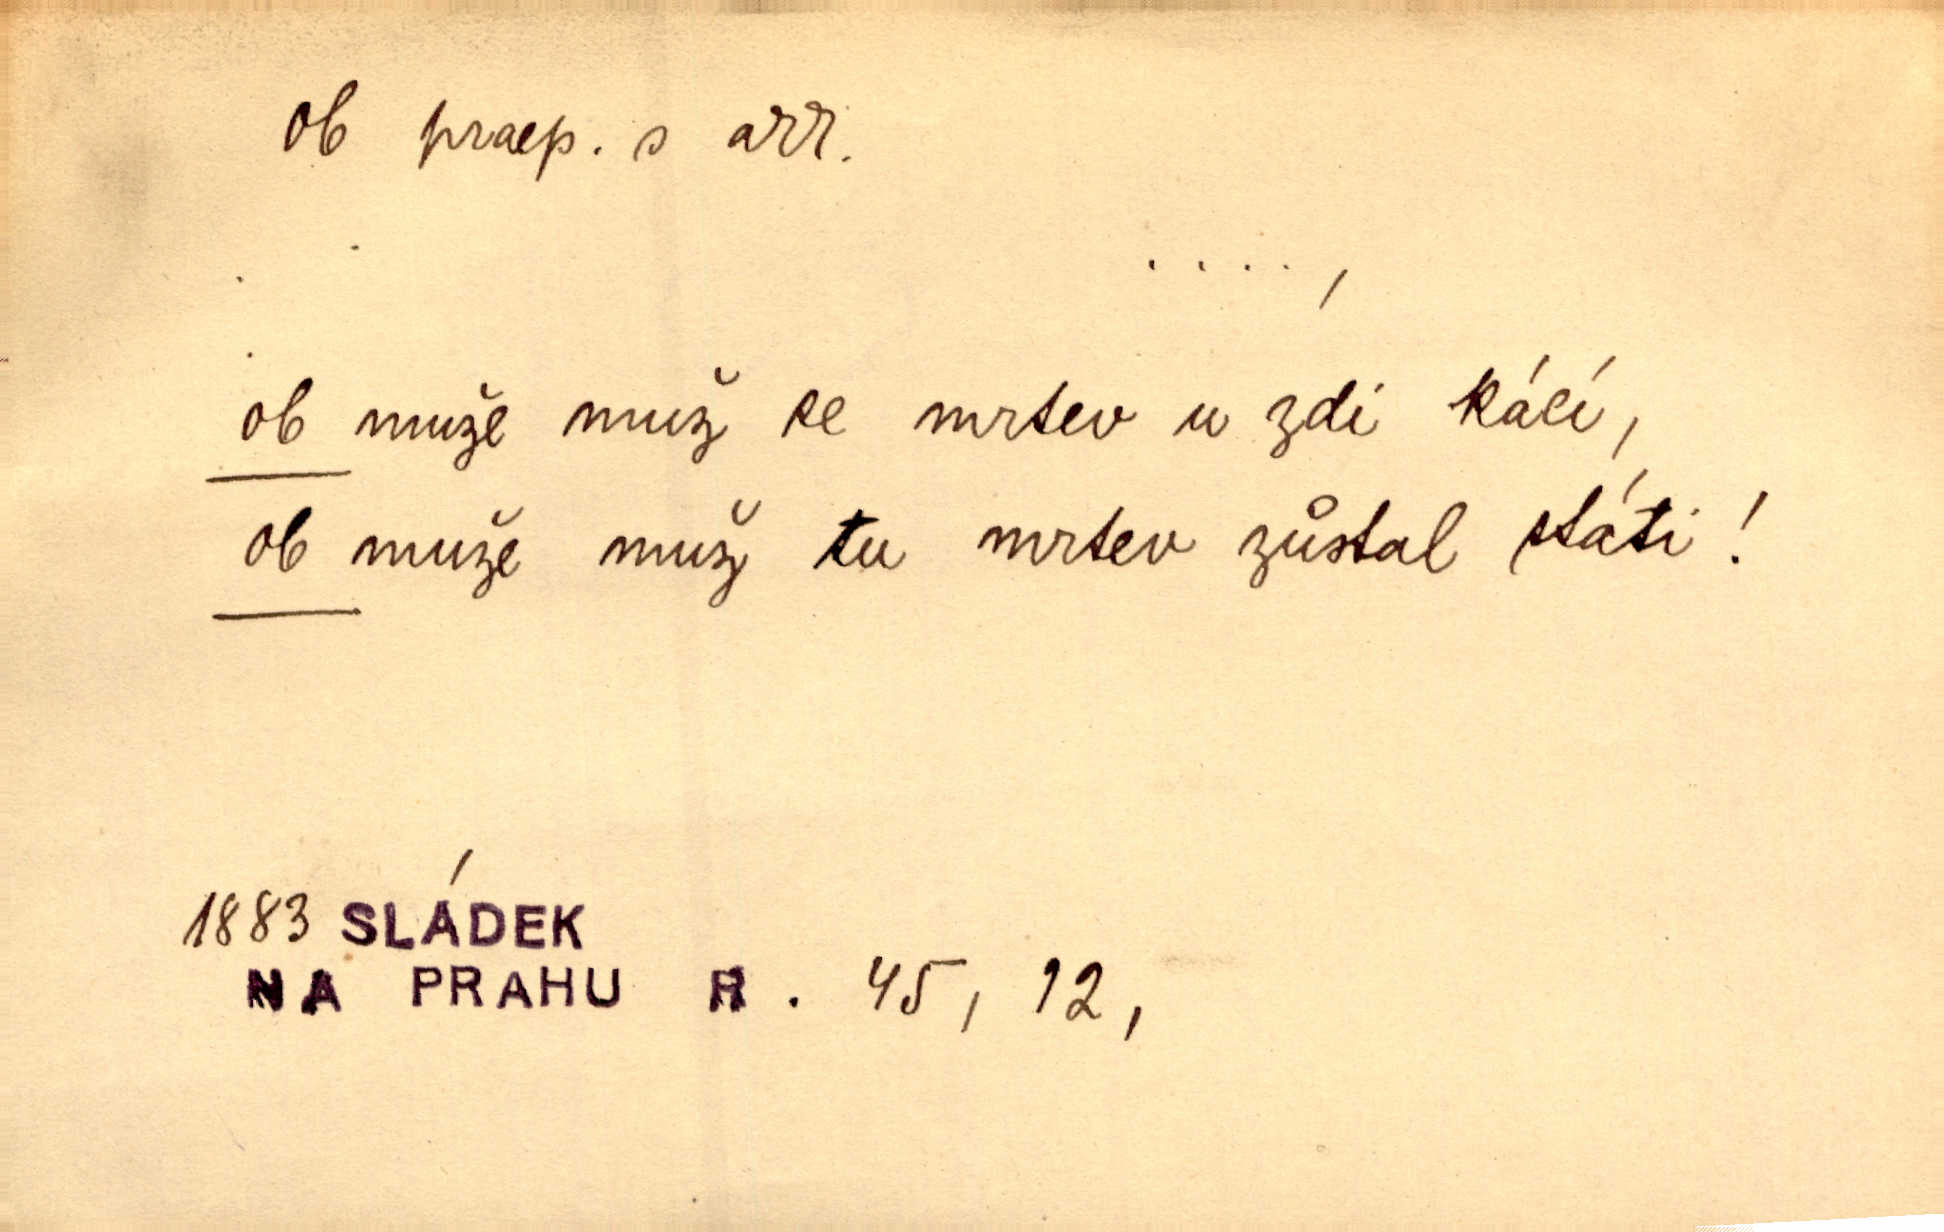 ob praep. s acc.
. . . . ,
ob muže muž se mrtev u zdi kácí,
ob muže muž tu mrtev zůstal státi!
1883 SLÁDEK
NA PRAHU R. 45, 12,